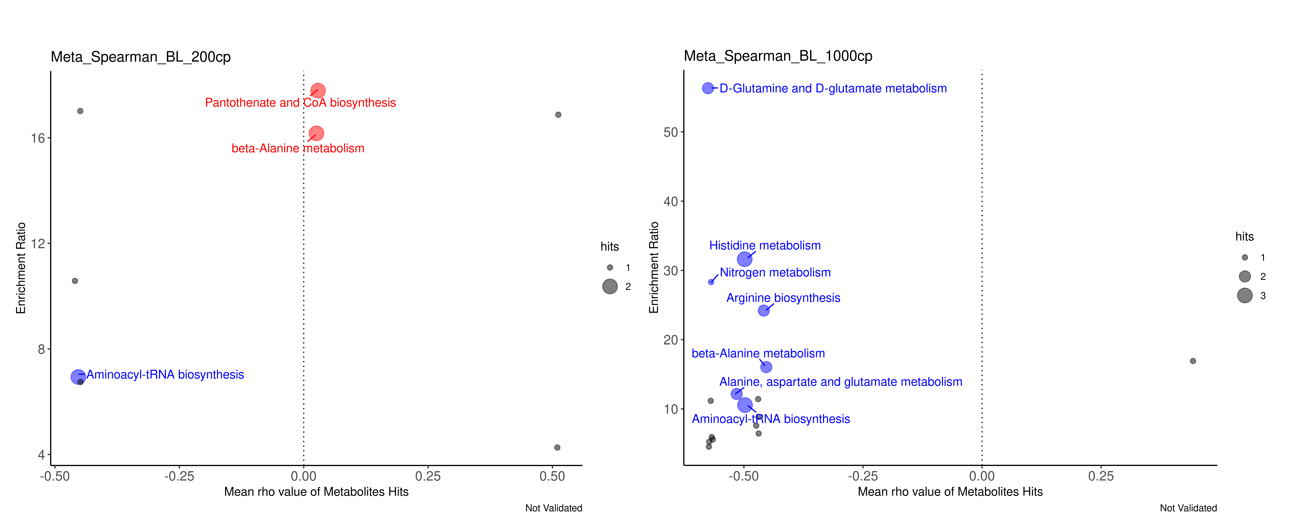 Meta_Spearman_BL_200cp
Enrichment Ratio
16
12
8
4
Pantothenate and CoA biosynthesis
beta-Alanine metabolism
Aminoacyl-tRNA biosynthesis
-0.50
-0.25
0.00
0.25
0.50
Mean rho value of Metabolites Hits
Not Validated
hits
1
2
Meta_Spearman_BL_1000cp
Enrichment Ratio
50
40
30
20
10
D-Glutamine and D-glutamate metabolism
Histidine metabolism
Nitrogen metabolism
Arginine biosynthesis
beta-Alanine metabolism
Alanine, aspartate and glutamate metabolism
Aminoacyl-tRNA biosynthesis
-0.50
-0.25
0.00
0.25
Mean rho value of Metabolites Hits
Not Validated
hits
1
2
3